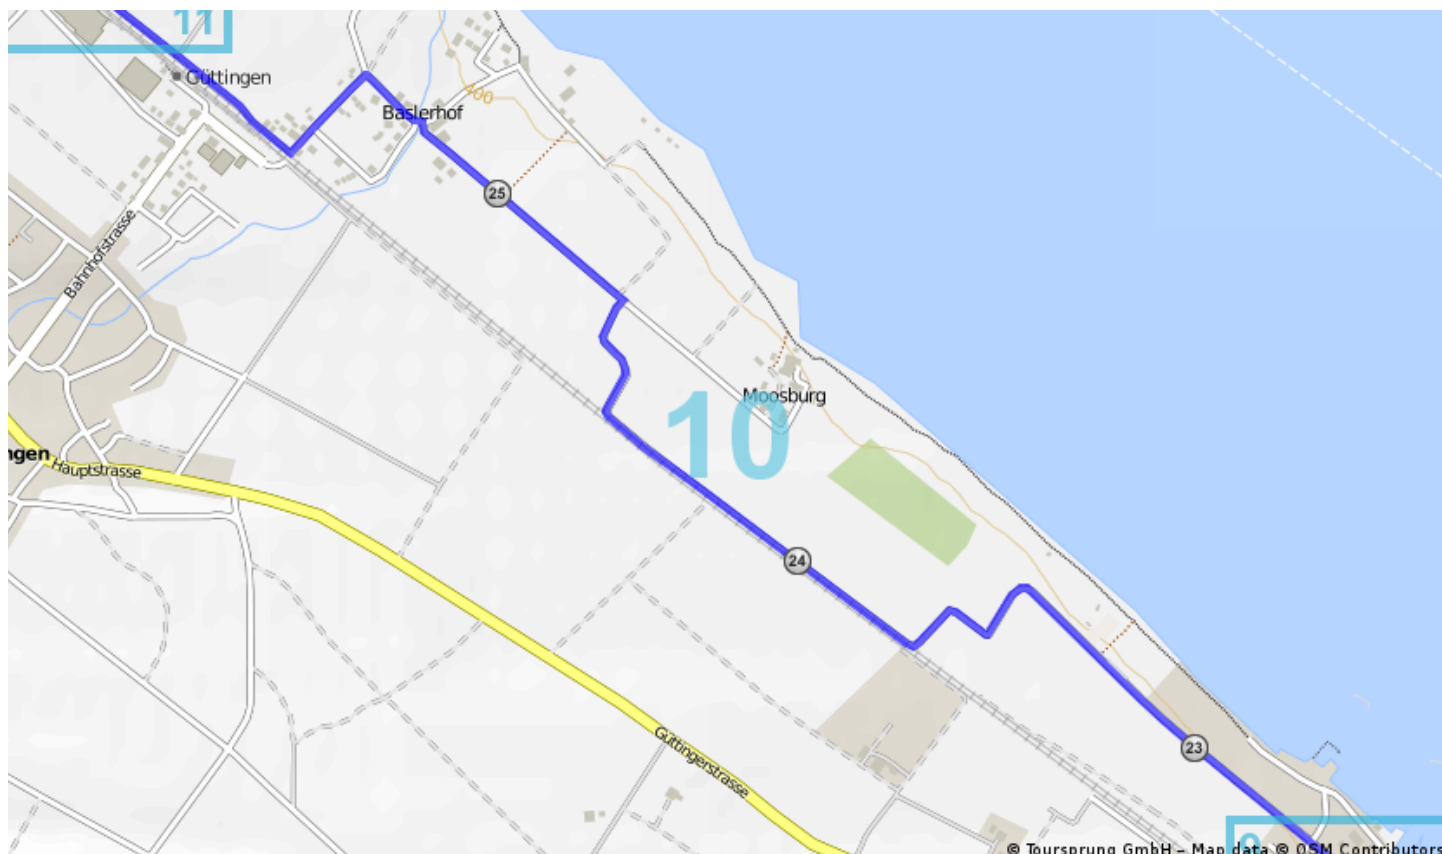 11
Güttingen
400
Baslerhof
25
Bahnhofstrasse
Moosburg
10
ngen
Hauptstrasse
24
Güttingerstrasse
23
9
© Toursprung GmbH – Map data © OSM Contributors